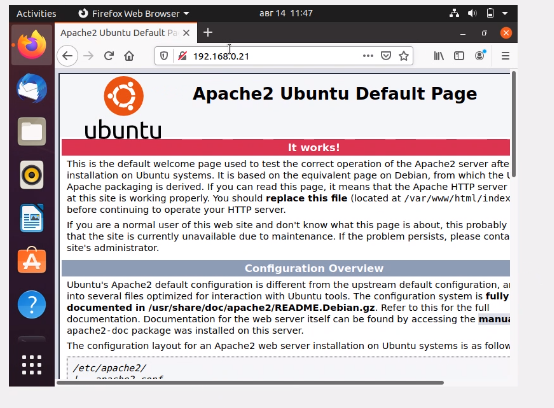 Activities
Firefox Web Browser
авг 14 11:47
Apache2 Ubuntu Default Pa
192.168.0.21
ubuntu
Apache2 Ubuntu Default Page
It works!
This is the default welcome page used to test the correct operation of the Apache2 server afte
installation on Ubuntu systems. It is based on the equivalent page on Debian, from which the U
Apache packaging is derived. If you can read this page, it means that the Apache HTTP server
at this site is working properly. You should replace this file (located at /var/www/html/index
before continuing to operate your HTTP server.
If you are a normal user of this web site and don't know what this page is about, this probably
that the site is currently unavailable due to maintenance. If the problem persists, please conta
site's administrator.
Configuration Overview
Ubuntu's Apache2 default configuration is different from the upstream default configuration, a
into several files optimized for interaction with Ubuntu tools. The configuration system is fully
documented in /usr/share/doc/apache2/README.Debian.gz. Refer to this for the full
documentation. Documentation for the web server itself can be found by accessing the manua
apache2-doc package was installed on this server.
The configuration layout for an Apache2 web server installation on Ubuntu systems is as follow
/etc/apache2/
|-- apache2.conf